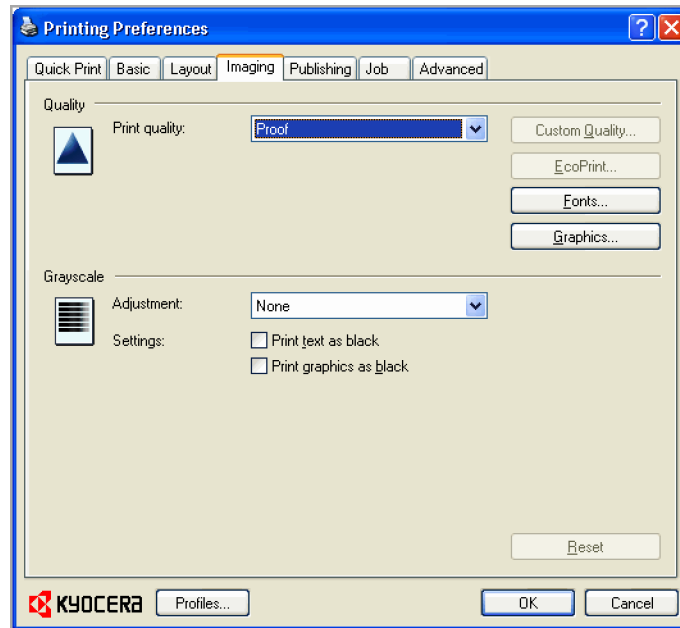 Printing Preferences
Quick Print Basic Layout Imaging Publishing Job Advanced
Quality
Print quality: Proof Custom Quality...
EcoPrint...
Fonts...
Graphics...
Grayscale
Adjustment: None
Settings: Print text as black
Print graphics as black
Reset
KYOCERA Profiles... OK Cancel